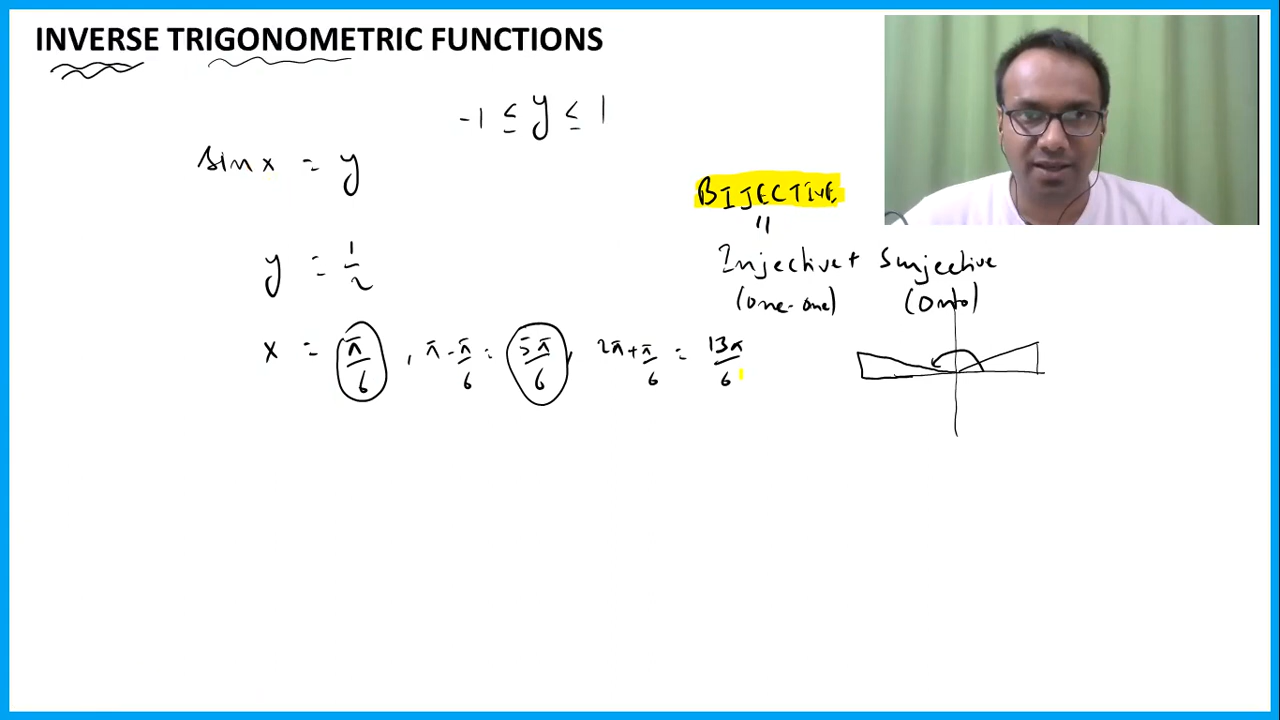 INVERSE TRIGONOMETRIC FUNCTIONS
-1 ≤ y ≤ 1
sin x = y
BIJECTIVE
"
y = 1/2
Injective + Surjective
(one-one) (Onto)
x = π/6 , π - π/6 = 5π/6 , 2π + π/6 = 13π/6